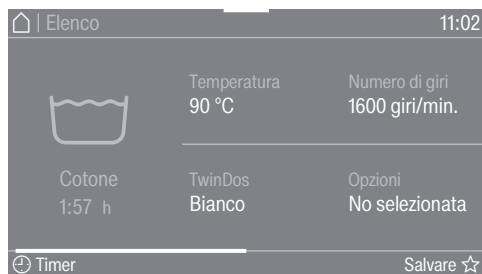 | Elenco 11:02
Temperatura Numero di giri
90 °C 1600 giri/min.
Cotone TwinDos Opzioni
1:57 h Bianco No selezionata
Timer Salvare